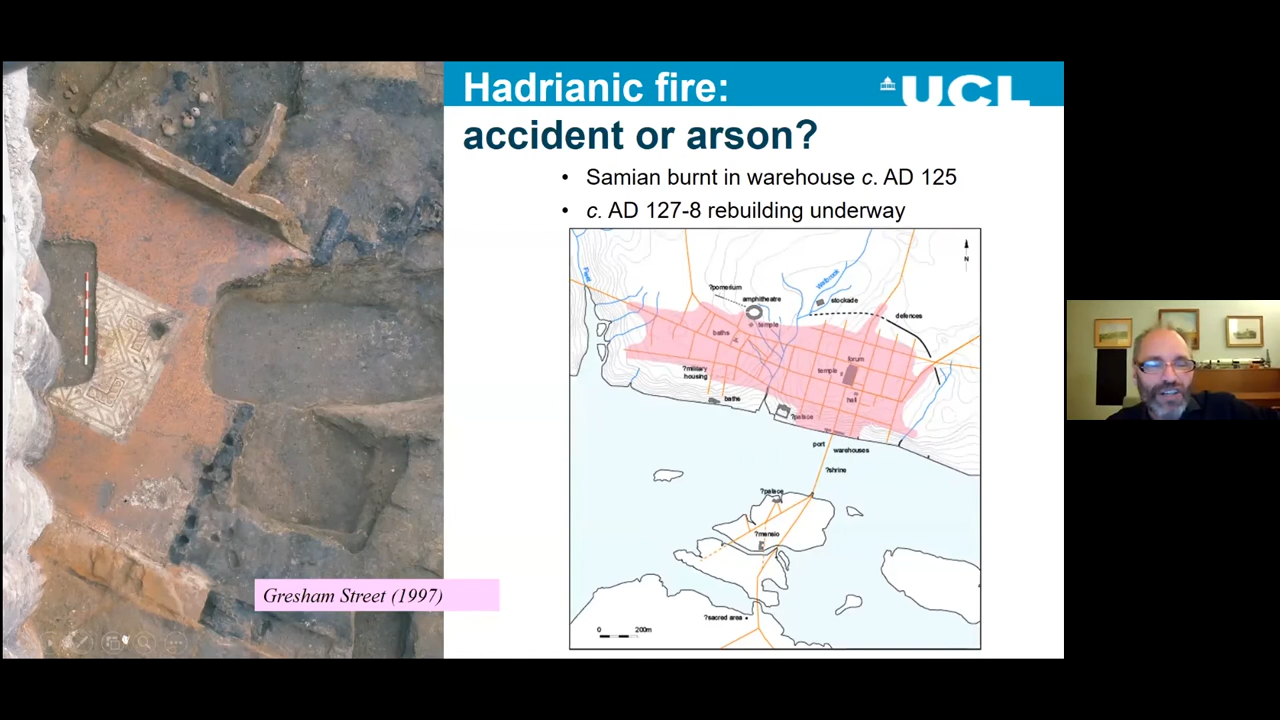 Hadrianic fire:
UCL
accident or arson?
• Samian burnt in warehouse c. AD 125
• c. AD 127-8 rebuilding underway
N
?pomerium
amphitheatre
Walbrook
stockade
defences
baths
temple
forum
?military
housing
temple
baths
hall
?palace
port
warehouses
?shrine
?palace
?mansio
?sacred area
0 200m
Gresham Street (1997)